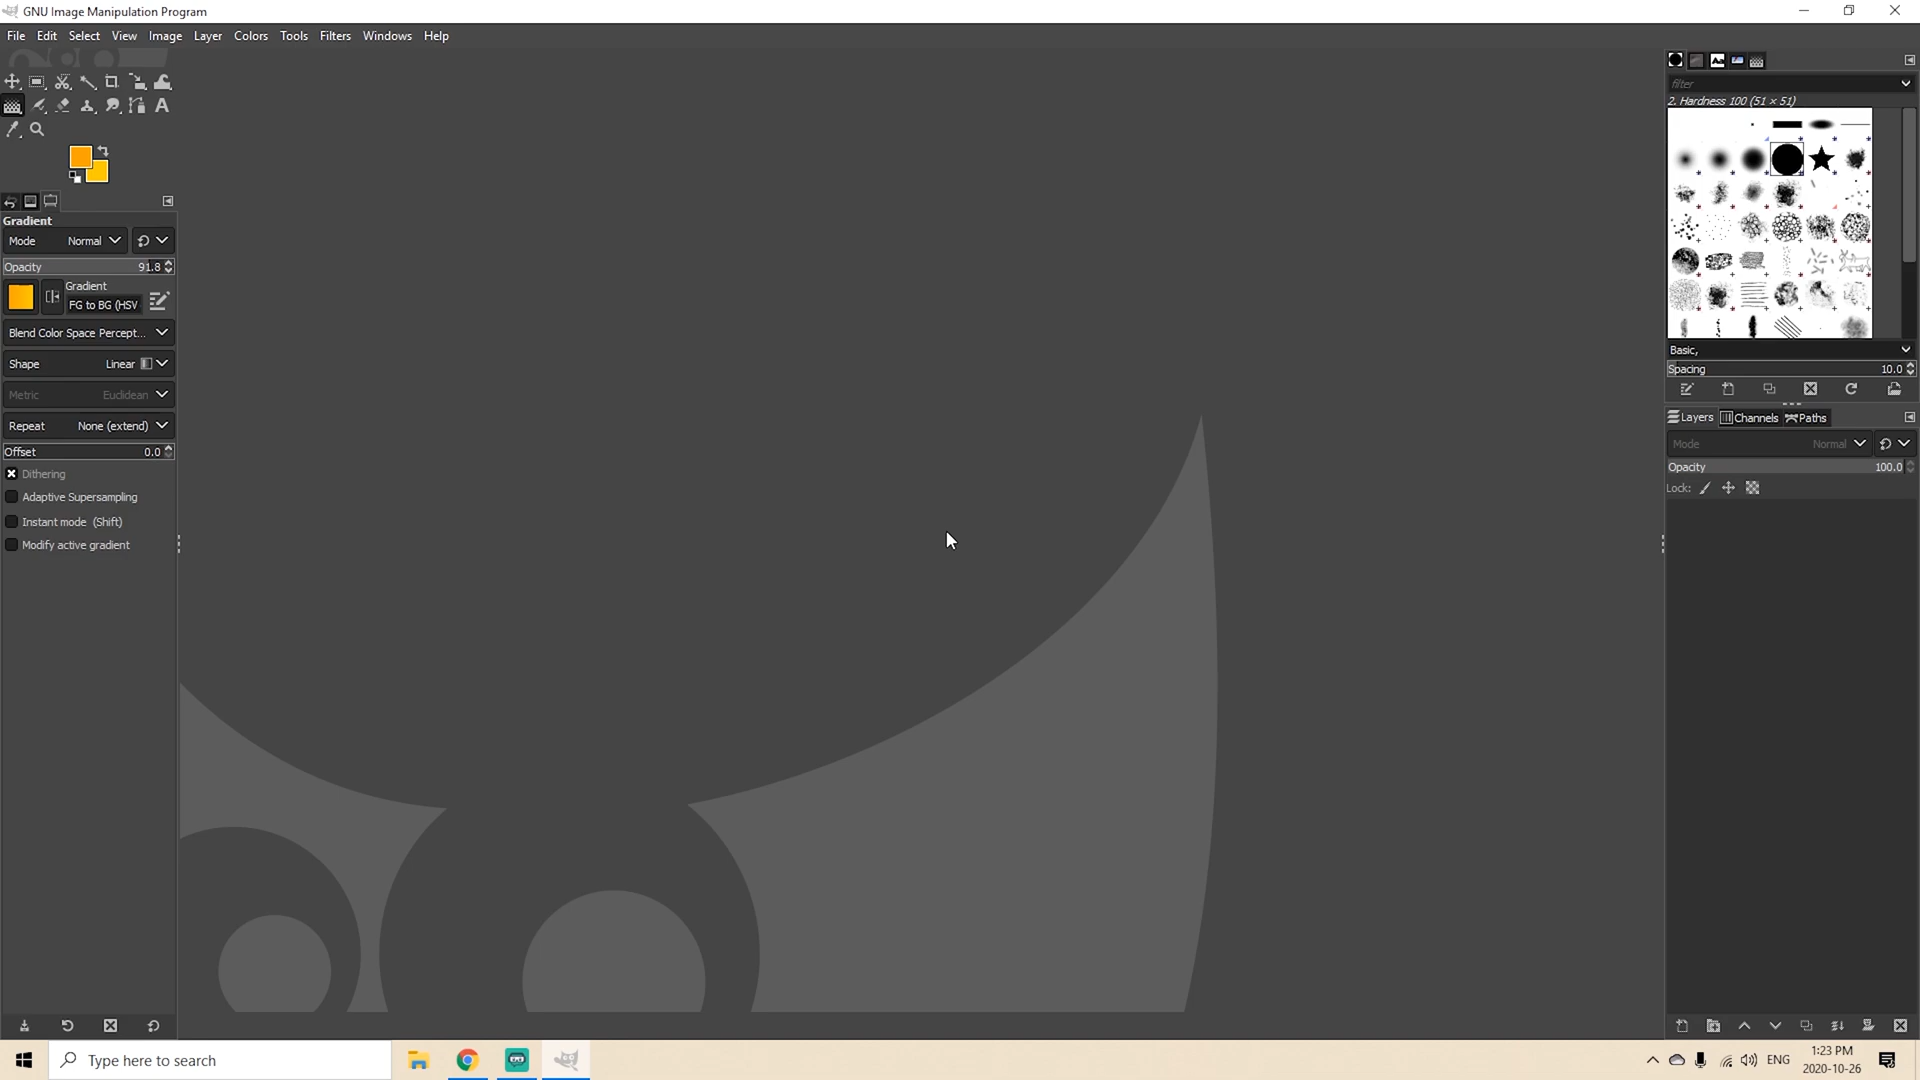 GNU Image Manipulation Program
File Edit Select View Image Layer Colors Tools Filters Windows Help
Gradient
Mode Normal
Opacity 91.8
Gradient
FG to BG (HSV
Blend Color Space Percept...
Shape Linear
Metric Euclidean
Repeat None (extend)
Offset 0.0
Dithering
Adaptive Supersampling
Instant mode (Shift)
Modify active gradient
filter
2. Hardness 100 (51 × 51)
Basic,
Spacing 10.0
Layers Channels Paths
Mode Normal
Opacity 100.0
Lock:
Type here to search
ENG
1:23 PM
2020-10-26